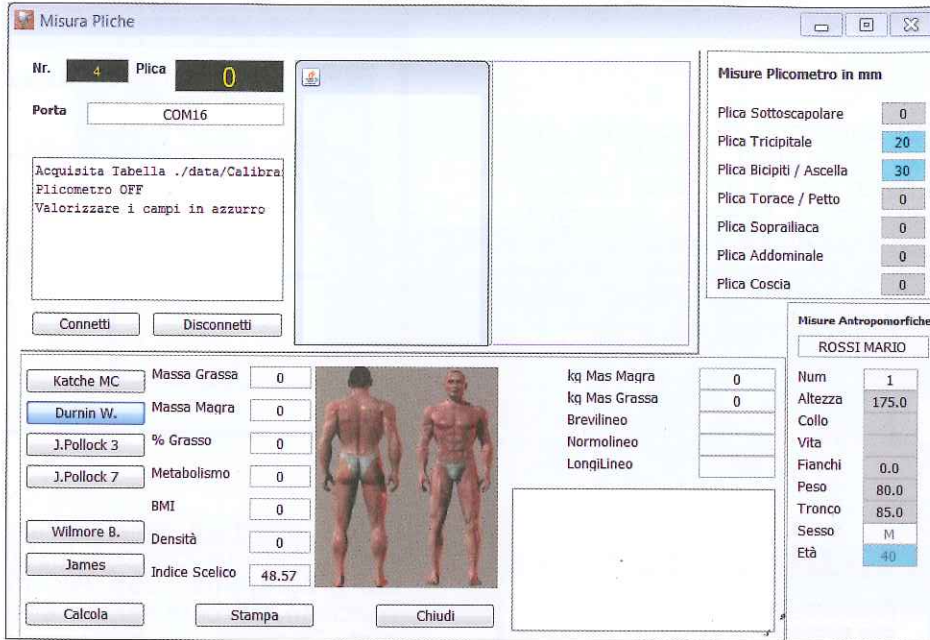 Misura Pliche
Nr. 4 Plica 0
Porta COM16
Acquisita Tabella ./data/Calibra
Plicometro OFF
Valorizzare i campi in azzurro
Connetti Disconnetti
Misure Plicometro in mm
Plica Sottoscapolare 0
Plica Tricipitale 20
Plica Bicipiti / Ascella 30
Plica Torace / Petto 0
Plica Soprailiaca 0
Plica Addominale 0
Plica Coscia 0
Katche MC
Durnin W.
J.Pollock 3
J.Pollock 7
Wilmore B.
James
Massa Grassa 0
Massa Magra 0
% Grasso 0
Metabolismo 0
BMI 0
Densità 0
Indice Scelico 48.57
kg Mas Magra 0
kg Mas Grassa 0
Brevilineo
Normolineo
LongiLineo
Calcola Stampa Chiudi
Misure Antropomorfiche
ROSSI MARIO
Num 1
Altezza 175.0
Collo
Vita
Fianchi 0.0
Peso 80.0
Tronco 85.0
Sesso M
Età 40